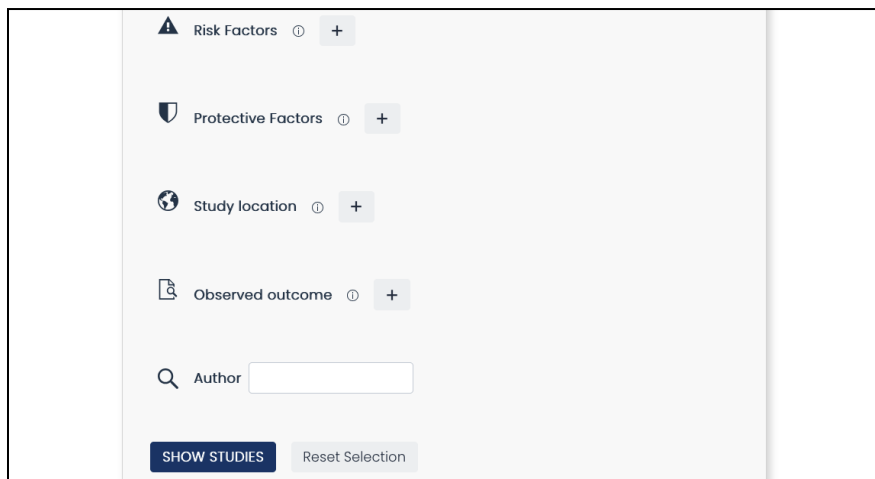 Risk Factors ⓘ +
Protective Factors ⓘ +
Study location ⓘ +
Observed outcome ⓘ +
Author
SHOW STUDIES Reset Selection